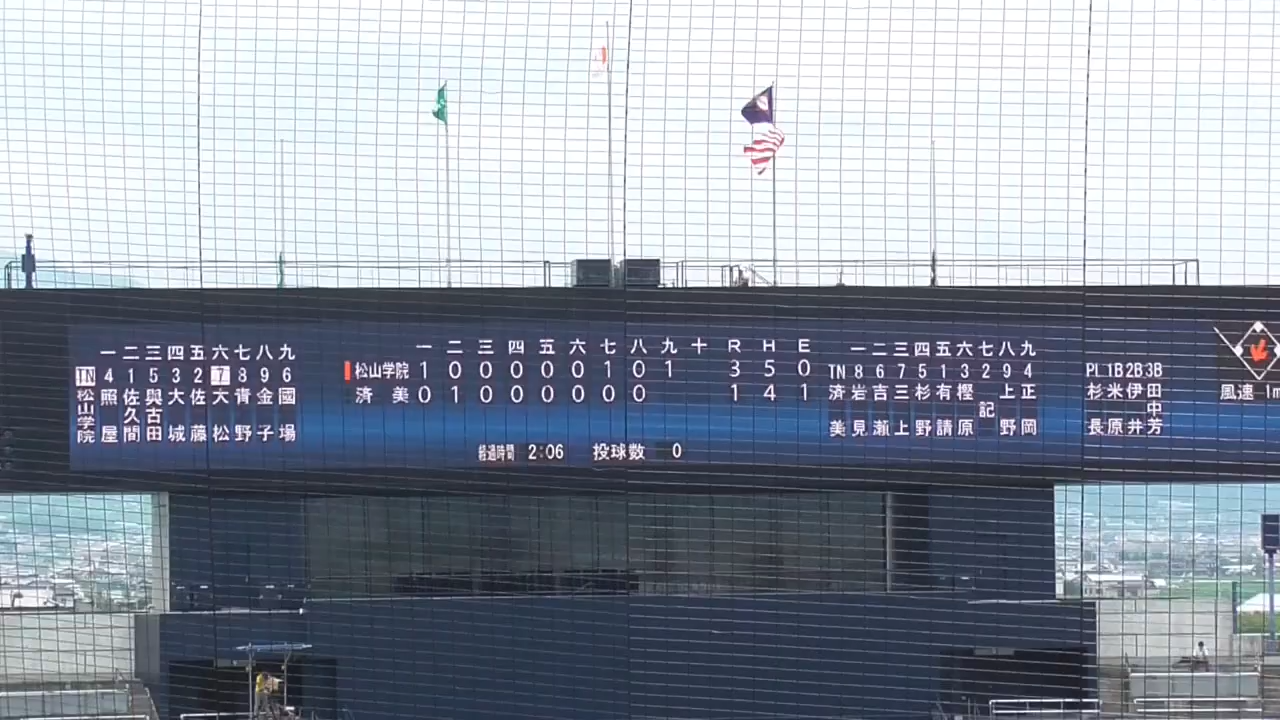 一 二 三 四 五 六 七 八 九
TN 4 1 5 3 2 7 8 9 6
松山学院 照屋 佐久間 與古田 大城 佐藤 大松 青野 金子 國場
一 二 三 四 五 六 七 八 九 十 R H E
松山学院 1 0 0 0 0 0 1 0 1 3 5 0
済美 0 1 0 0 0 0 0 0 1 4 1
経過時間 2:06 投球数 0
一 二 三 四 五 六 七 八 九
TN 8 6 7 5 1 3 2 9 4
済美 岩見 吉瀬 三上 杉野 有請 樫原 記 上野 正岡
PL 1B 2B 3B
杉長 米原 伊井 田中芳
風速 1m